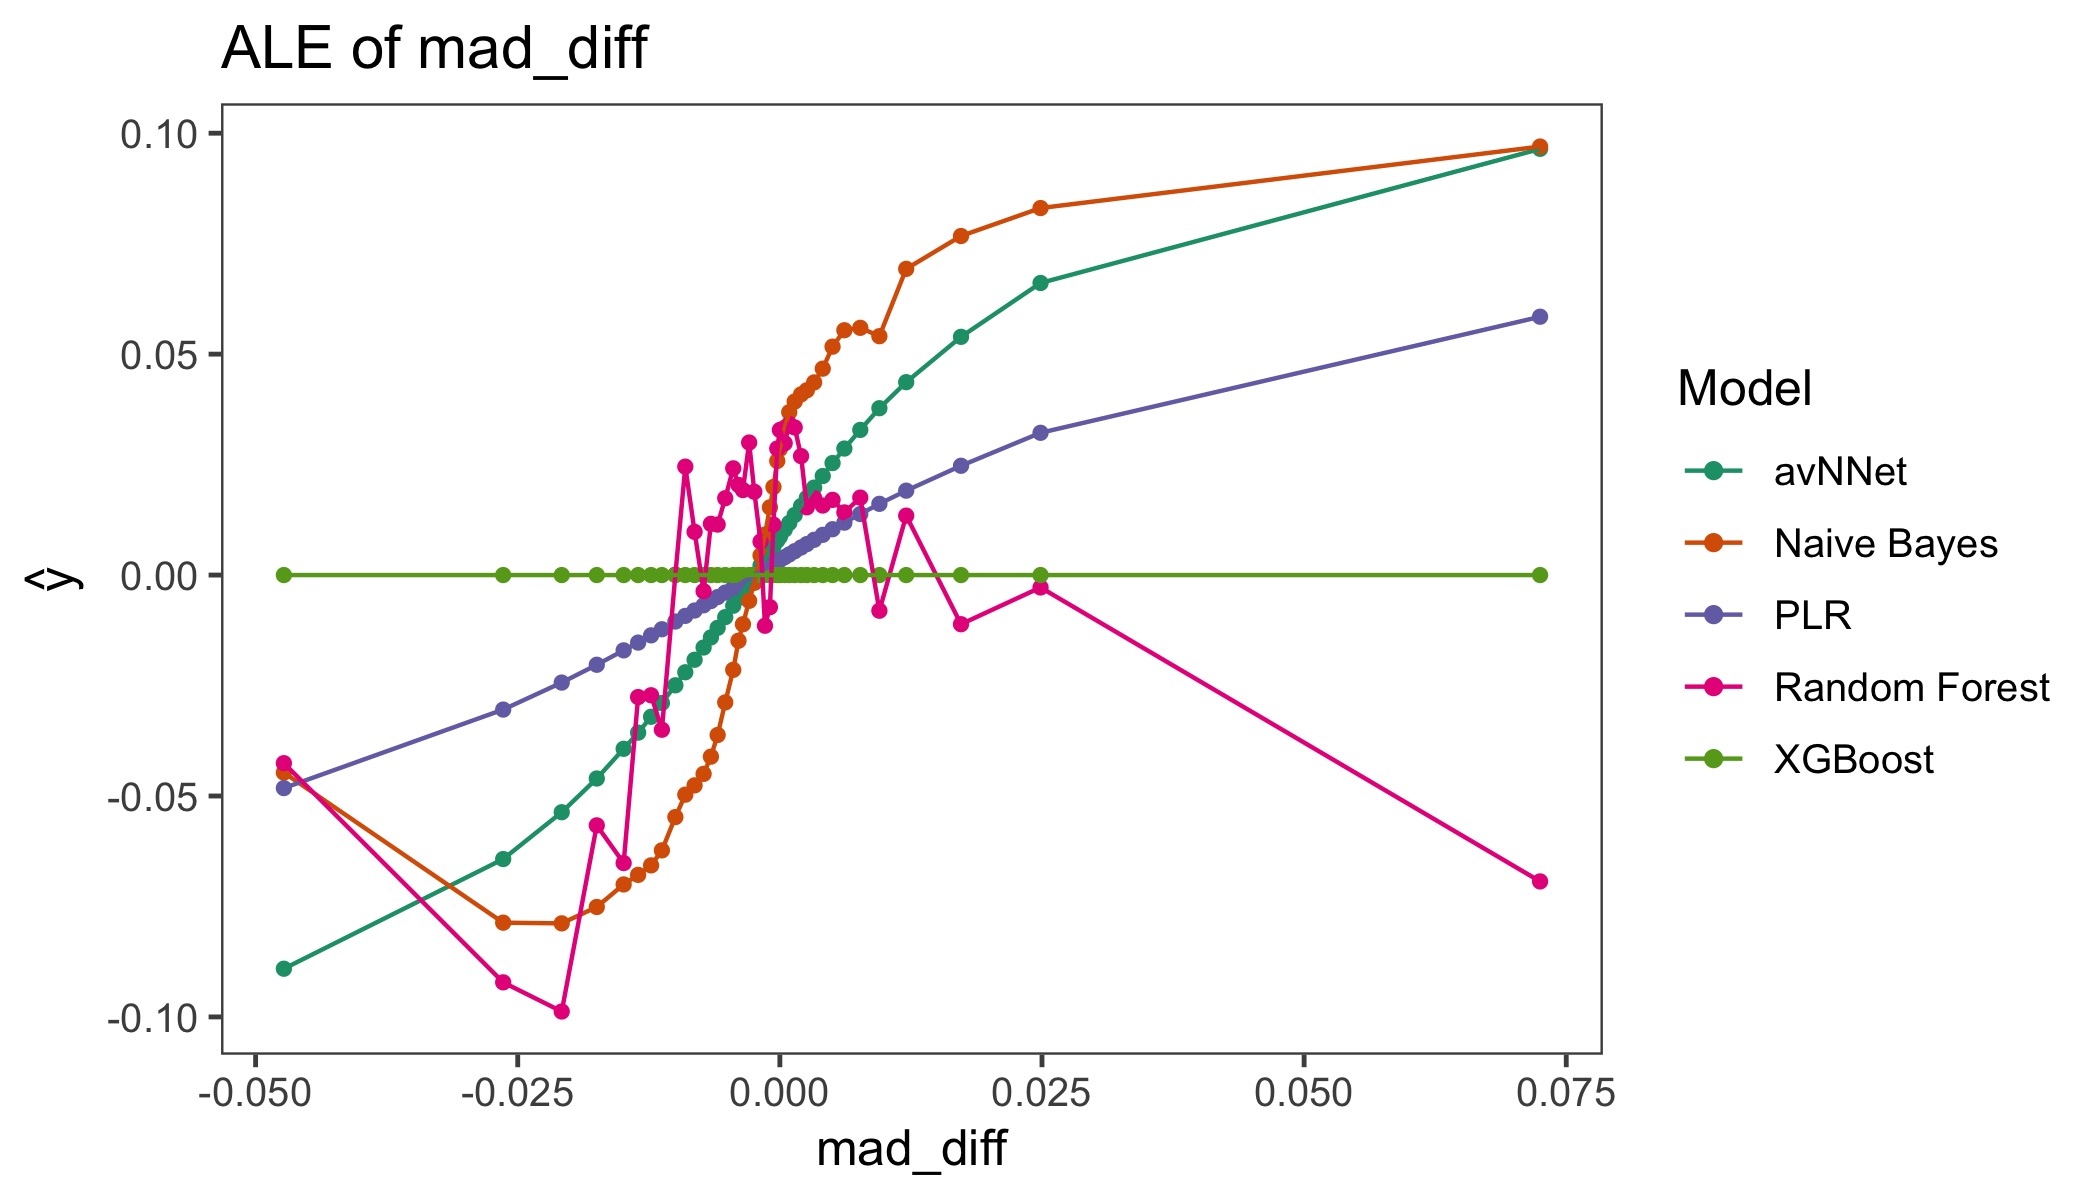 ALE of mad_diff
0.10
0.05
0.00
-0.05
-0.10
ŷ
-0.050 -0.025 0.000 0.025 0.050 0.075
mad_diff
Model
avNNet
Naive Bayes
PLR
Random Forest
XGBoost